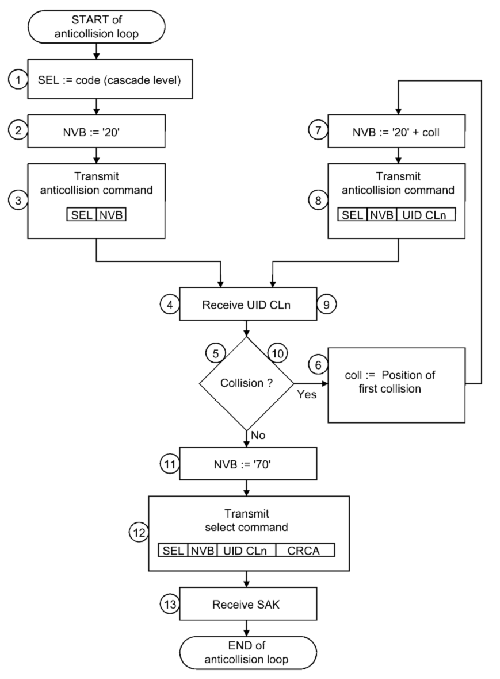 START of
anticollision loop
1
SEL := code (cascade level)
2
NVB := '20'
3
Transmit
anticollision command
SEL NVB
7
NVB := '20' + coll
8
Transmit
anticollision command
SEL NVB UID CLn
4
Receive UID CLn
9
5
10
Collision ?
Yes
No
6
coll := Position of
first collision
11
NVB := '70'
12
Transmit
select command
SEL NVB UID CLn CRCA
13
Receive SAK
END of
anticollision loop